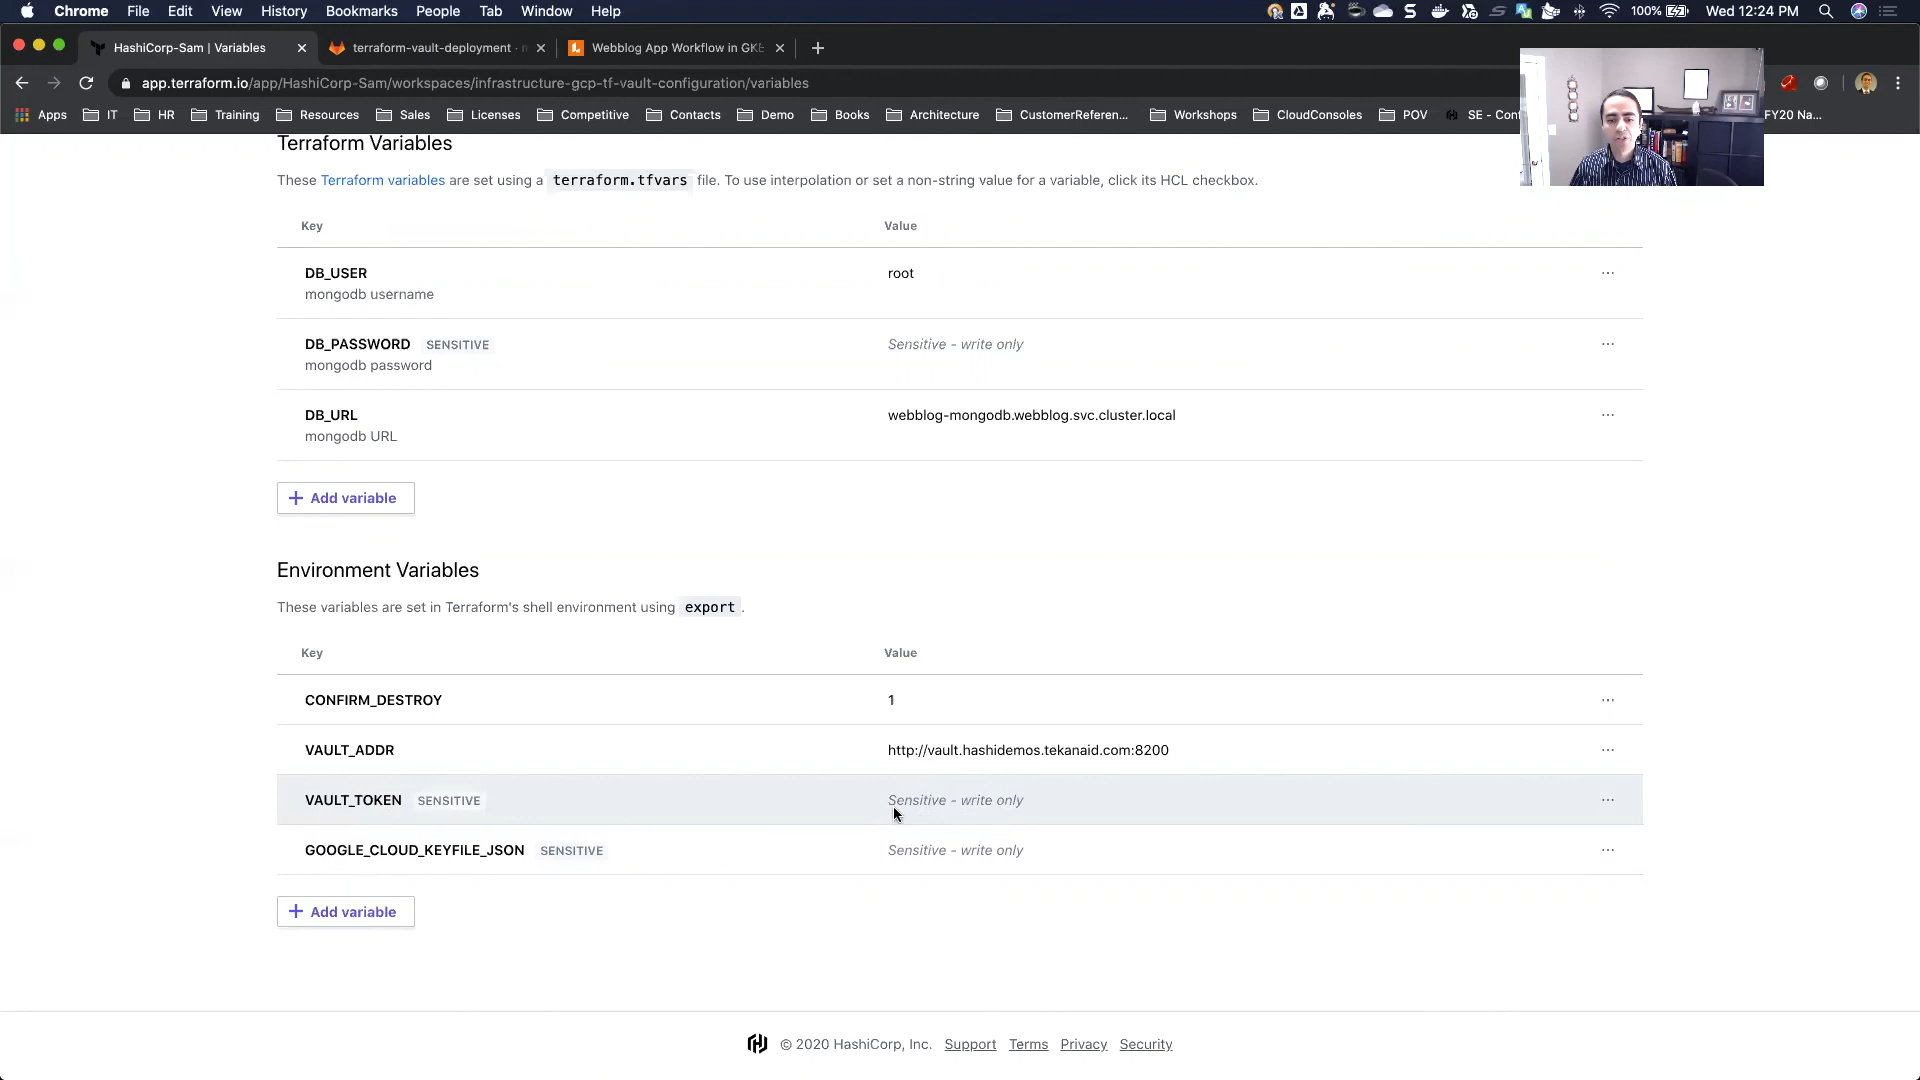 Chrome File Edit View History Bookmarks People Tab Window Help
100% Wed 12:24 PM
HashiCorp-Sam | Variables
terraform-vault-deployment
Webblog App Workflow in GKE
app.terraform.io/app/HashiCorp-Sam/workspaces/infrastructure-gcp-tf-vault-configuration/variables
Apps IT HR Training Resources Sales Licenses Competitive Contacts Demo Books Architecture CustomerReferen... Workshops CloudConsoles POV SE - FY20 Na...
Terraform Variables
These Terraform variables are set using a terraform.tfvars file. To use interpolation or set a non-string value for a variable, click its HCL checkbox.
Key Value
DB_USER root
mongodb username
DB_PASSWORD SENSITIVE Sensitive - write only
mongodb password
DB_URL webblog-mongodb.webblog.svc.cluster.local
mongodb URL
+ Add variable
Environment Variables
These variables are set in Terraform's shell environment using export .
Key Value
CONFIRM_DESTROY 1
VAULT_ADDR http://vault.hashidemos.tekanaid.com:8200
VAULT_TOKEN SENSITIVE Sensitive - write only
GOOGLE_CLOUD_KEYFILE_JSON SENSITIVE Sensitive - write only
+ Add variable
© 2020 HashiCorp, Inc. Support Terms Privacy Security